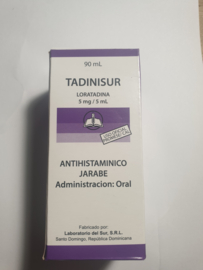 90 mL
TADINISUR
LORATADINA
5 mg / 5 mL
ANTIHISTAMINICO
JARABE
Administracion: Oral
Fabricado por:
Laboratorio del Sur, S.R.L.
Santo Domingo, República Dominicana